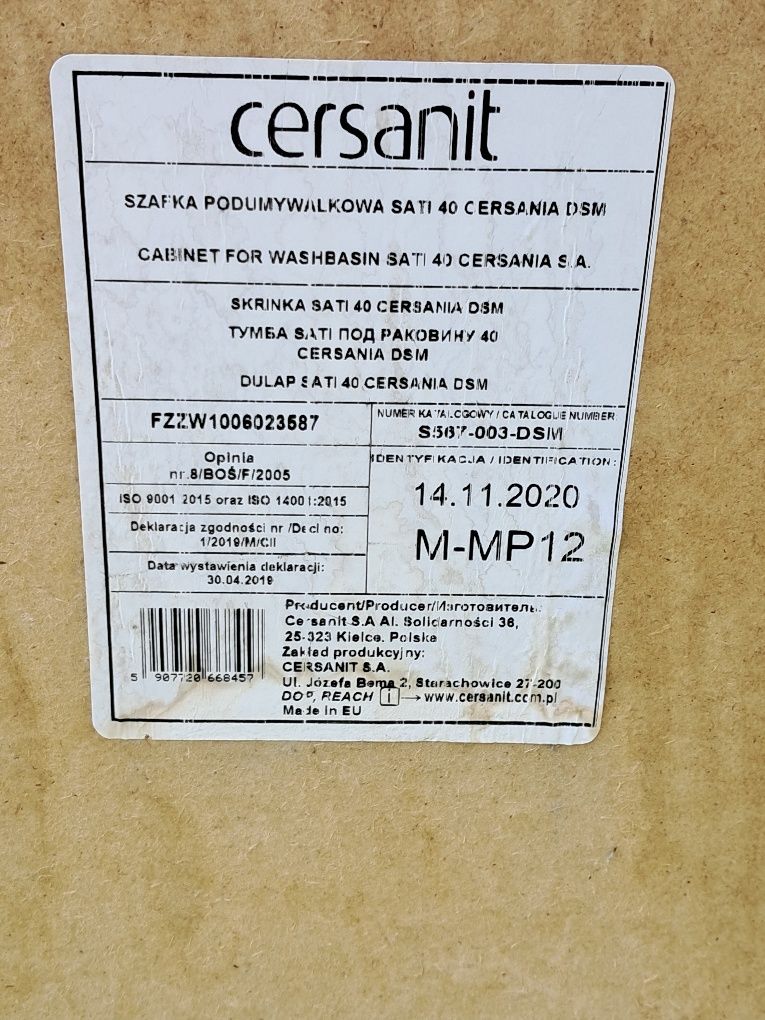 cersanit
SZAFKA PODUMYWALKOWA SATI 40 CERSANIA DSM
CABINET FOR WASHBASIN SATI 40 CERSANIA S.A.
SKRINKA SATI 40 CERSANIA DSM
ТУМБА SATI ПОД РАКОВИНУ 40
CERSANIA DSM
DULAP SATI 40 CERSANIA DSM
FZZW1006023587
NUMER KATALOGOWY / CATALOGUE NUMBER:
S567-003-DSM
Opinia
nr.8/BOŚ/F/2005
IDENTYFIKACJA / IDENTIFICATION:
14.11.2020
M-MP12
ISO 9001:2015 oraz ISO 14001:2015
Deklaracja zgodności nr /Decl no:
1/2019/M/CII
Data wystawienia deklaracji:
30.04.2019
Producent/Producer/Изготовитель:
Cersanit S.A Al. Solidarności 36,
25-323 Kielce, Polska
Zakład produkcyjny:
CERSANIT S.A.
Ul. Józefa Bema 2, Starachowice 27-200
DOP, REACH i → www.cersanit.com.pl
Made in EU
5 907720 668457